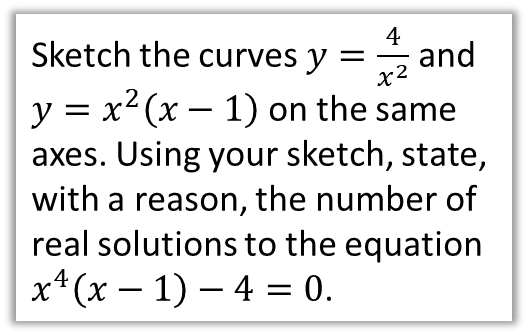 Sketch the curves y = 4/x² and
y = x²(x − 1) on the same
axes. Using your sketch, state,
with a reason, the number of
real solutions to the equation
x⁴(x − 1) − 4 = 0.